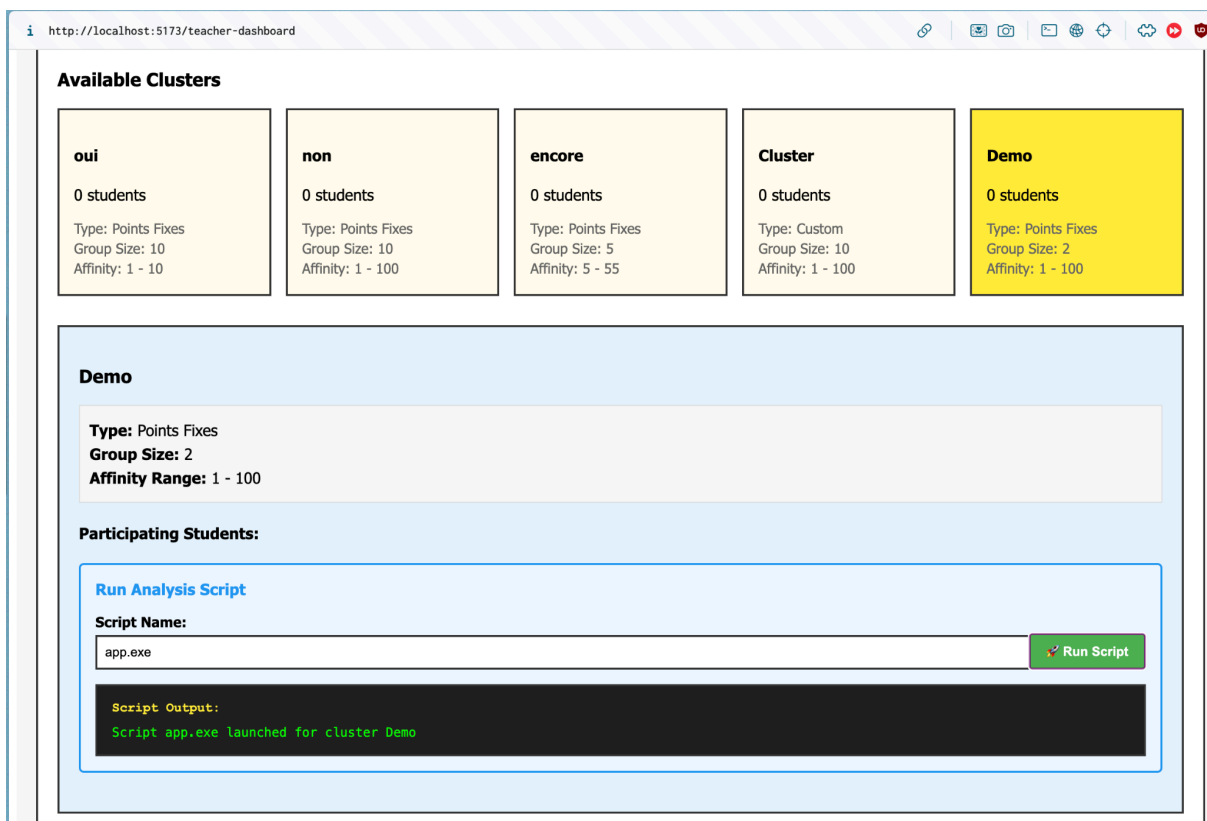 http://localhost:5173/teacher-dashboard
Available Clusters
oui
0 students
Type: Points Fixes
Group Size: 10
Affinity: 1 - 10
non
0 students
Type: Points Fixes
Group Size: 10
Affinity: 1 - 100
encore
0 students
Type: Points Fixes
Group Size: 5
Affinity: 5 - 55
Cluster
0 students
Type: Custom
Group Size: 10
Affinity: 1 - 100
Demo
0 students
Type: Points Fixes
Group Size: 2
Affinity: 1 - 100
Demo
Type: Points Fixes
Group Size: 2
Affinity Range: 1 - 100
Participating Students:
Run Analysis Script
Script Name:
app.exe
🚀 Run Script
Script Output:
Script app.exe launched for cluster Demo